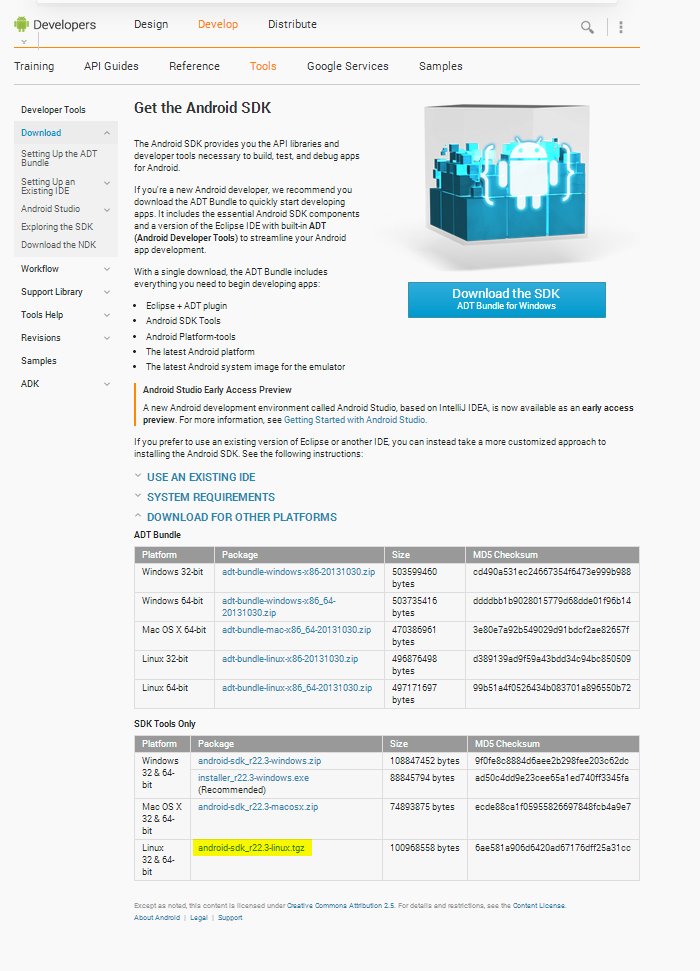 Developers
Design Develop Distribute
Training API Guides Reference Tools Google Services Samples
Developer Tools
Download
Setting Up the ADT
Bundle
Setting Up an
Existing IDE
Android Studio
Exploring the SDK
Download the NDK
Workflow
Support Library
Tools Help
Revisions
Samples
ADK
Get the Android SDK
The Android SDK provides you the API libraries and
developer tools necessary to build, test, and debug apps
for Android.
If you're a new Android developer, we recommend you
download the ADT Bundle to quickly start developing
apps. It includes the essential Android SDK components
and a version of the Eclipse IDE with built-in ADT
(Android Developer Tools) to streamline your Android
app development.
With a single download, the ADT Bundle includes
everything you need to begin developing apps:
• Eclipse + ADT plugin
• Android SDK Tools
• Android Platform-tools
• The latest Android platform
• The latest Android system image for the emulator
Download the SDK
ADT Bundle for Windows
Android Studio Early Access Preview
A new Android development environment called Android Studio, based on IntelliJ IDEA, is now available as an early access
preview. For more information, see Getting Started with Android Studio.
If you prefer to use an existing version of Eclipse or another IDE, you can instead take a more customized approach to
installing the Android SDK. See the following instructions:
USE AN EXISTING IDE
SYSTEM REQUIREMENTS
DOWNLOAD FOR OTHER PLATFORMS
ADT Bundle
Platform Package Size MD5 Checksum
Windows 32-bit adt-bundle-windows-x86-20131030.zip 503599460 bytes cd490a531ec24667354f6473e999b988
Windows 64-bit adt-bundle-windows-x86_64-20131030.zip 503735416 bytes ddddbb1b9028015779d68dde01f96b14
Mac OS X 64-bit adt-bundle-mac-x86_64-20131030.zip 470386961 bytes 3e80e7a92b549029d91bdcf2ae82657f
Linux 32-bit adt-bundle-linux-x86-20131030.zip 496876498 bytes d389139ad9f59a43bdd34c94bc850509
Linux 64-bit adt-bundle-linux-x86_64-20131030.zip 497171697 bytes 99b51a4f0526434b083701a896550b72
SDK Tools Only
Platform Package Size MD5 Checksum
Windows 32 & 64-bit android-sdk_r22.3-windows.zip 108847452 bytes 9f0fe8c8884d6aee2b298fee203c62dc
installer_r22.3-windows.exe (Recommended) 88845794 bytes ad50c4dd9e23cee65a1ed740ff3345fa
Mac OS X 32 & 64-bit android-sdk_r22.3-macosx.zip 74893875 bytes ecde88ca1f05955826697848fcb4a9e7
Linux 32 & 64-bit android-sdk_r22.3-linux.tgz 100968558 bytes 6ae581a906d6420ad67176dff25a31cc
Except as noted, this content is licensed under Creative Commons Attribution 2.5. For details and restrictions, see the Content License.
About Android | Legal | Support